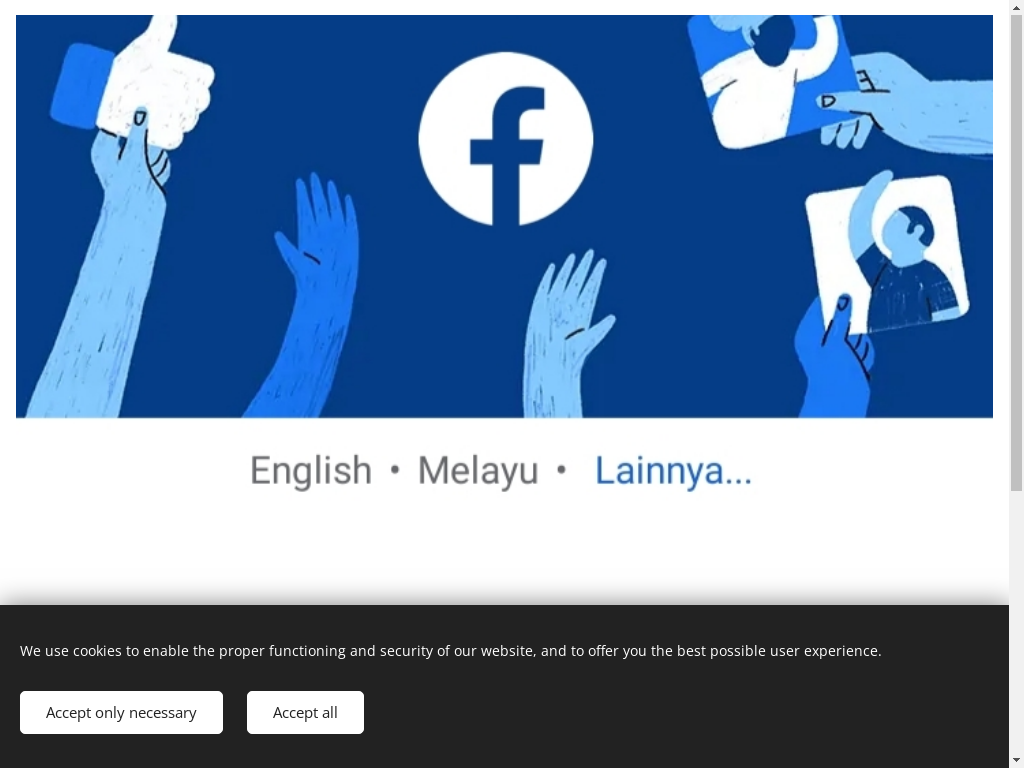 English • Melayu • Lainnya...
We use cookies to enable the proper functioning and security of our website, and to offer you the best possible user experience.
Accept only necessary
Accept all